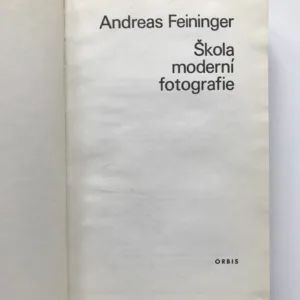 Andreas Feininger
Škola
moderní
fotografie
ORBIS